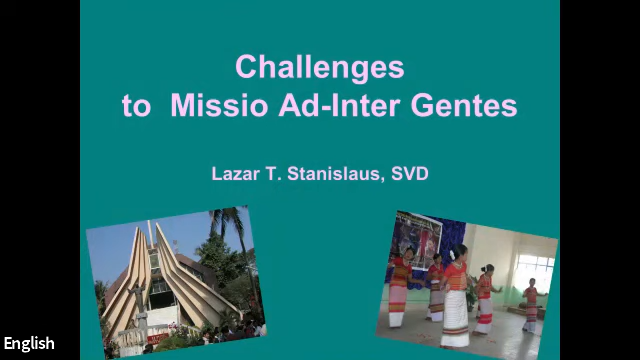 Challenges
to Missio Ad-Inter Gentes
Lazar T. Stanislaus, SVD
English